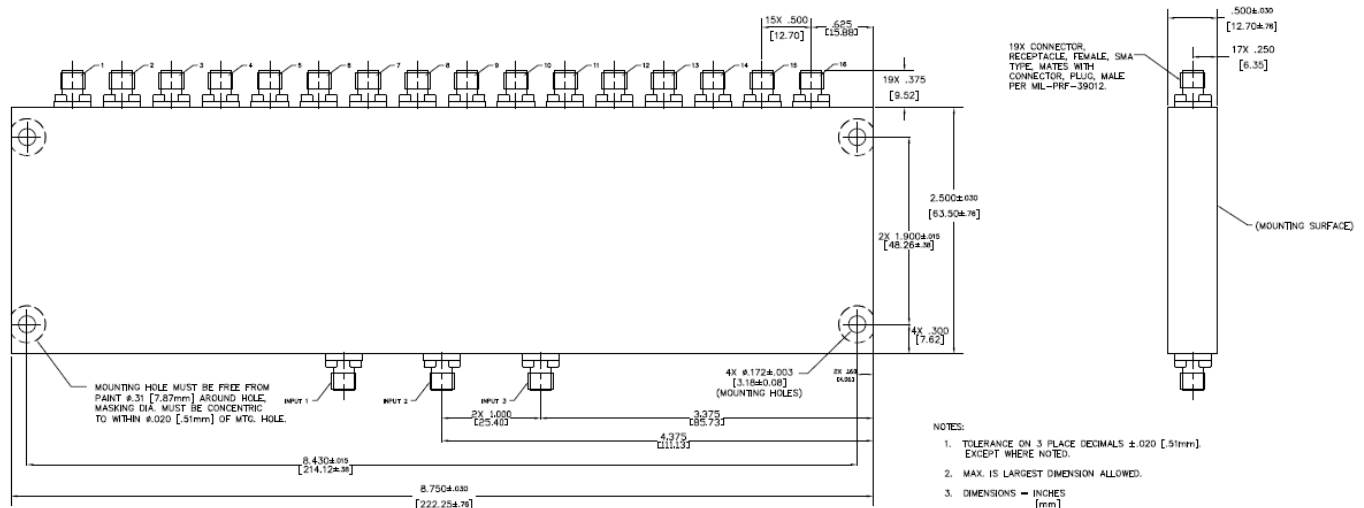 15X .500
[12.70]
.625
[15.88]
.500±.030
[12.70±.76]
17X .250
[6.35]
19X CONNECTOR,
RECEPTACLE, FEMALE, SMA
TYPE, MATES WITH
CONNECTOR, PLUG, MALE
PER MIL-PRF-39012.
1
2
3
4
5
6
7
8
9
10
11
12
13
14
15
16
19X .375
[9.52]
2.500±.030
[63.50±.76]
2X 1.900±.015
[48.26±.38]
(MOUNTING SURFACE)
4X .300
[7.62]
MOUNTING HOLE MUST BE FREE FROM
PAINT ø.31 [7.87mm] AROUND HOLE,
MASKING DIA. MUST BE CONCENTRIC
TO WITHIN ø.020 [.51mm] OF MTG. HOLE.
INPUT 1
INPUT 2
INPUT 3
4X ø.172±.003
[3.18±0.08]
(MOUNTING HOLES)
2X .160
[4.06]
2X 1.000
[25.40]
3.375
[85.73]
4.375
[111.13]
8.430±.015
[214.12±.38]
8.750±.030
[222.25±.76]
NOTES:
1. TOLERANCE ON 3 PLACE DECIMALS ±.020 [.51mm].
EXCEPT WHERE NOTED.
2. MAX. IS LARGEST DIMENSION ALLOWED.
3. DIMENSIONS – INCHES
[mm]